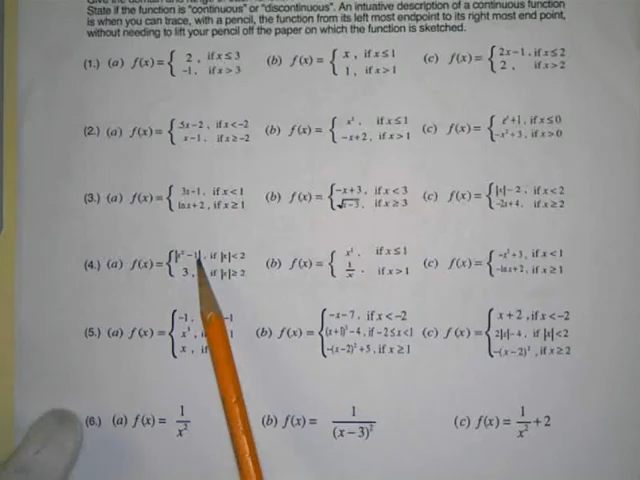 State if the function is "continuous" or "discontinuous". An intuative description of a continuous function
is when you can trace, with a pencil, the function from its left most endpoint to its right most end point,
without needing to lift your pencil off the paper on which the function is sketched.
(1.) (a) f(x)={ 2 , if x≤3 (b) f(x)={ x , if x≤1 (c) f(x)={ 2x−1, if x≤2
-1, if x>3 1, if x>1 2, if x>2
(2.) (a) f(x)={ 5x−2, if x<−2 (b) f(x)={ x², if x≤1 (c) f(x)={ x²+1, if x≤0
x−1, if x≥−2 −x+2, if x>1 −x²+3, if x>0
(3.) (a) f(x)={ 3x−1, if x<1 (b) f(x)={ −x+3, if x<3 (c) f(x)={ |x|−2, if x<2
lnx+2, if x≥1 √x−3, if x≥3 −2x+4, if x≥2
(4.) (a) f(x)={ |x²−1|, if |x|<2 (b) f(x)={ x³ if x≤1 (c) f(x)={ −x²+3, if x<1
3, if |x|≥2 1/x, if x>1 −lnx+2, if x≥1
(5.) (a) f(x)={ −1, −1 (b) f(x)={ −x−7, if x<−2 (c) f(x)={ x+2, if x<−2
x³, 1 (x+1)²−4, if −2≤x<1 2|x|−4, if |x|<2
x, if −(x−2)²+5, if x≥1 −(x−2)², if x≥2
(6.) (a) f(x)= 1/x² (b) f(x)= 1/(x−3)² (c) f(x)= 1/x² +2